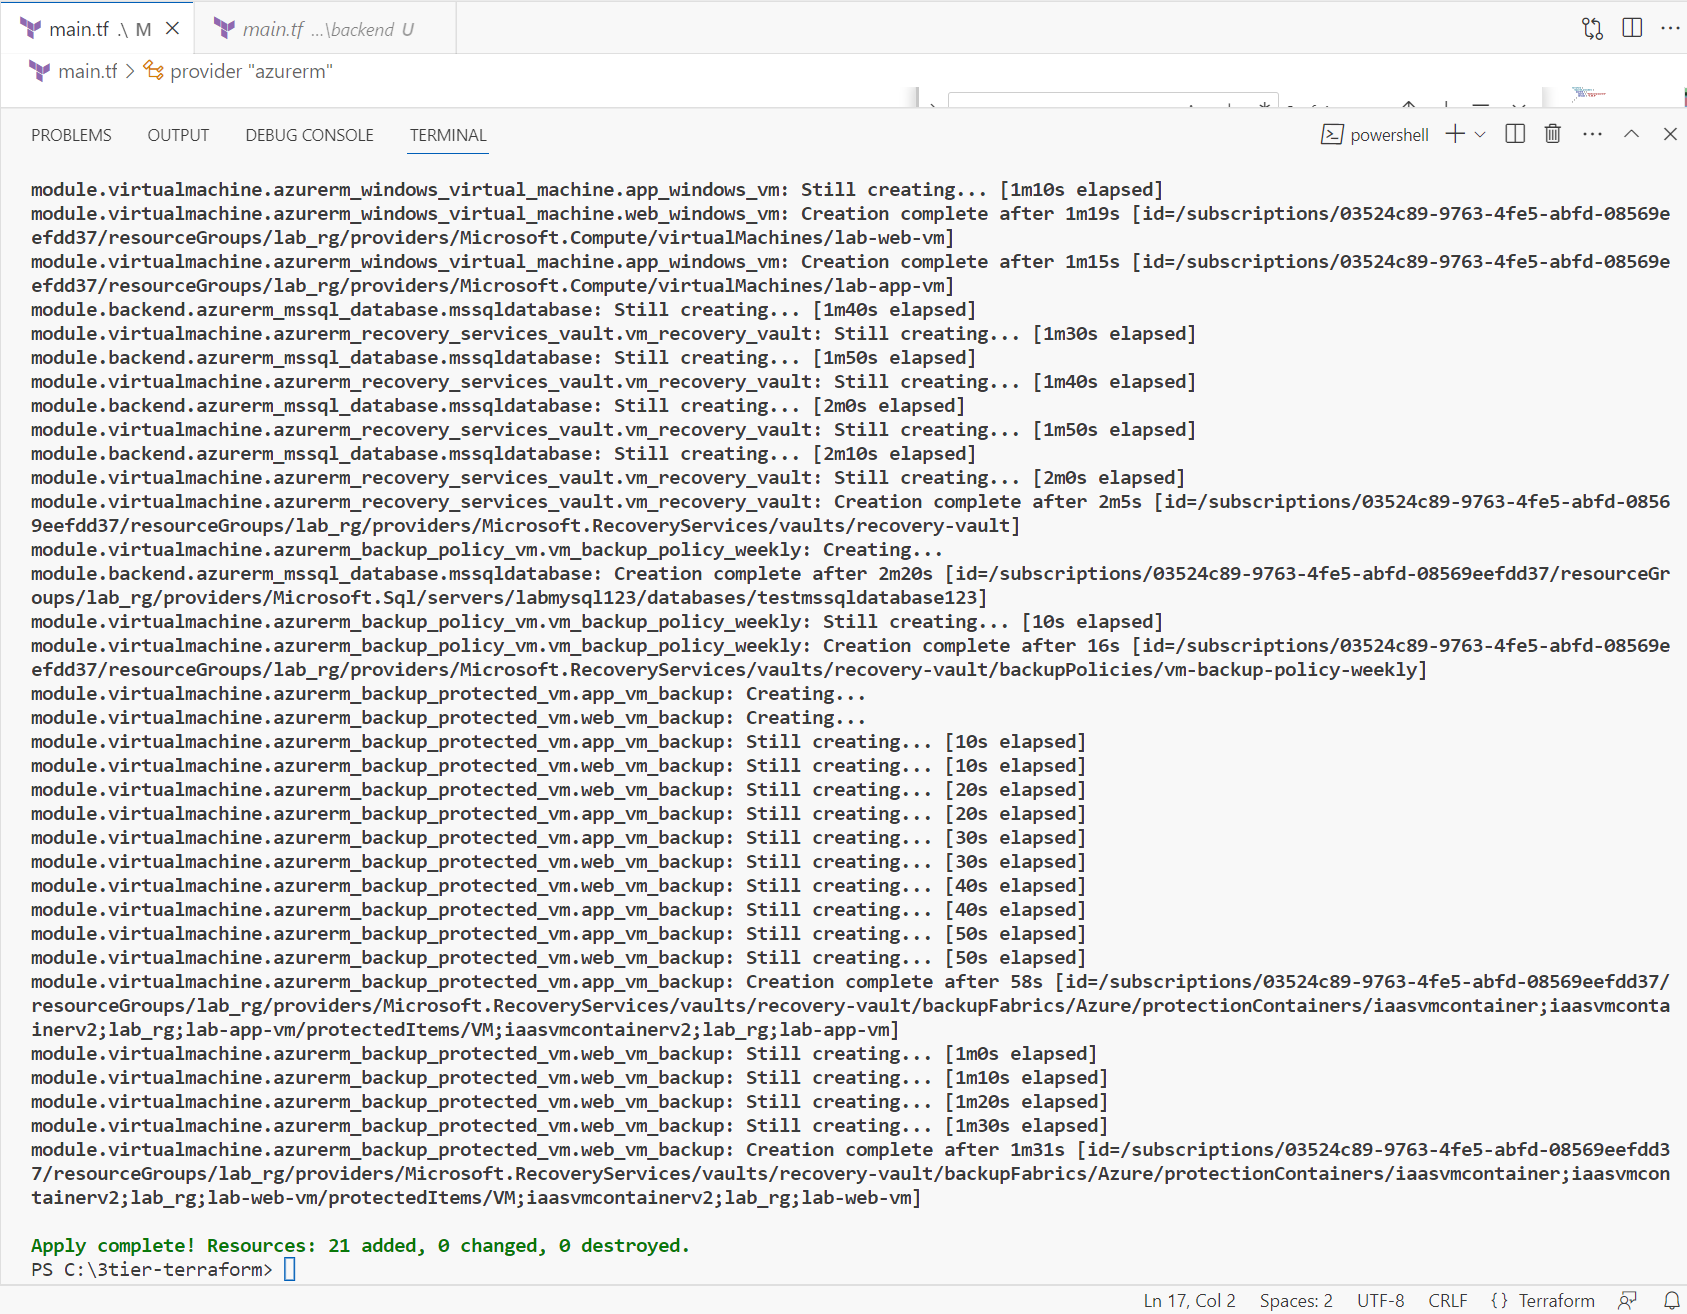 main.tf .\ M
main.tf ...\backend U
main.tf > provider "azurerm"
PROBLEMS OUTPUT DEBUG CONSOLE TERMINAL powershell
module.virtualmachine.azurerm_windows_virtual_machine.app_windows_vm: Still creating... [1m10s elapsed]
module.virtualmachine.azurerm_windows_virtual_machine.web_windows_vm: Creation complete after 1m19s [id=/subscriptions/03524c89-9763-4fe5-abfd-08569e
efdd37/resourceGroups/lab_rg/providers/Microsoft.Compute/virtualMachines/lab-web-vm]
module.virtualmachine.azurerm_windows_virtual_machine.app_windows_vm: Creation complete after 1m15s [id=/subscriptions/03524c89-9763-4fe5-abfd-08569e
efdd37/resourceGroups/lab_rg/providers/Microsoft.Compute/virtualMachines/lab-app-vm]
module.backend.azurerm_mssql_database.mssqldatabase: Still creating... [1m40s elapsed]
module.virtualmachine.azurerm_recovery_services_vault.vm_recovery_vault: Still creating... [1m30s elapsed]
module.backend.azurerm_mssql_database.mssqldatabase: Still creating... [1m50s elapsed]
module.virtualmachine.azurerm_recovery_services_vault.vm_recovery_vault: Still creating... [1m40s elapsed]
module.backend.azurerm_mssql_database.mssqldatabase: Still creating... [2m0s elapsed]
module.virtualmachine.azurerm_recovery_services_vault.vm_recovery_vault: Still creating... [1m50s elapsed]
module.backend.azurerm_mssql_database.mssqldatabase: Still creating... [2m10s elapsed]
module.virtualmachine.azurerm_recovery_services_vault.vm_recovery_vault: Still creating... [2m0s elapsed]
module.virtualmachine.azurerm_recovery_services_vault.vm_recovery_vault: Creation complete after 2m5s [id=/subscriptions/03524c89-9763-4fe5-abfd-0856
9eefdd37/resourceGroups/lab_rg/providers/Microsoft.RecoveryServices/vaults/recovery-vault]
module.virtualmachine.azurerm_backup_policy_vm.vm_backup_policy_weekly: Creating...
module.backend.azurerm_mssql_database.mssqldatabase: Creation complete after 2m20s [id=/subscriptions/03524c89-9763-4fe5-abfd-08569eefdd37/resourceGr
oups/lab_rg/providers/Microsoft.Sql/servers/labmysql123/databases/testmssqldatabase123]
module.virtualmachine.azurerm_backup_policy_vm.vm_backup_policy_weekly: Still creating... [10s elapsed]
module.virtualmachine.azurerm_backup_policy_vm.vm_backup_policy_weekly: Creation complete after 16s [id=/subscriptions/03524c89-9763-4fe5-abfd-08569e
efdd37/resourceGroups/lab_rg/providers/Microsoft.RecoveryServices/vaults/recovery-vault/backupPolicies/vm-backup-policy-weekly]
module.virtualmachine.azurerm_backup_protected_vm.app_vm_backup: Creating...
module.virtualmachine.azurerm_backup_protected_vm.web_vm_backup: Creating...
module.virtualmachine.azurerm_backup_protected_vm.app_vm_backup: Still creating... [10s elapsed]
module.virtualmachine.azurerm_backup_protected_vm.web_vm_backup: Still creating... [10s elapsed]
module.virtualmachine.azurerm_backup_protected_vm.web_vm_backup: Still creating... [20s elapsed]
module.virtualmachine.azurerm_backup_protected_vm.app_vm_backup: Still creating... [20s elapsed]
module.virtualmachine.azurerm_backup_protected_vm.app_vm_backup: Still creating... [30s elapsed]
module.virtualmachine.azurerm_backup_protected_vm.web_vm_backup: Still creating... [30s elapsed]
module.virtualmachine.azurerm_backup_protected_vm.web_vm_backup: Still creating... [40s elapsed]
module.virtualmachine.azurerm_backup_protected_vm.app_vm_backup: Still creating... [40s elapsed]
module.virtualmachine.azurerm_backup_protected_vm.app_vm_backup: Still creating... [50s elapsed]
module.virtualmachine.azurerm_backup_protected_vm.web_vm_backup: Still creating... [50s elapsed]
module.virtualmachine.azurerm_backup_protected_vm.app_vm_backup: Creation complete after 58s [id=/subscriptions/03524c89-9763-4fe5-abfd-08569eefdd37/
resourceGroups/lab_rg/providers/Microsoft.RecoveryServices/vaults/recovery-vault/backupFabrics/Azure/protectionContainers/iaasvmcontainer;iaasvmconta
inerv2;lab_rg;lab-app-vm/protectedItems/VM;iaasvmcontainerv2;lab_rg;lab-app-vm]
module.virtualmachine.azurerm_backup_protected_vm.web_vm_backup: Still creating... [1m0s elapsed]
module.virtualmachine.azurerm_backup_protected_vm.web_vm_backup: Still creating... [1m10s elapsed]
module.virtualmachine.azurerm_backup_protected_vm.web_vm_backup: Still creating... [1m20s elapsed]
module.virtualmachine.azurerm_backup_protected_vm.web_vm_backup: Still creating... [1m30s elapsed]
module.virtualmachine.azurerm_backup_protected_vm.web_vm_backup: Creation complete after 1m31s [id=/subscriptions/03524c89-9763-4fe5-abfd-08569eefdd3
7/resourceGroups/lab_rg/providers/Microsoft.RecoveryServices/vaults/recovery-vault/backupFabrics/Azure/protectionContainers/iaasvmcontainer;iaasvmcon
tainerv2;lab_rg;lab-web-vm/protectedItems/VM;iaasvmcontainerv2;lab_rg;lab-web-vm]
Apply complete! Resources: 21 added, 0 changed, 0 destroyed.
PS C:\3tier-terraform>
Ln 17, Col 2 Spaces: 2 UTF-8 CRLF {} Terraform